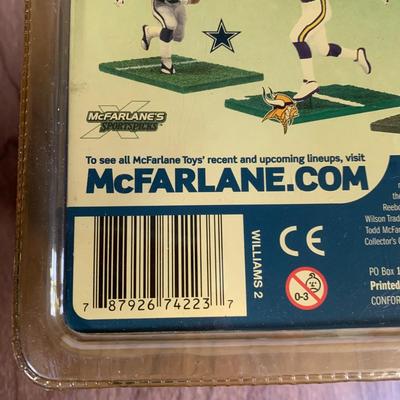 McFARLANE'S
SPORTSPICKS
To see all McFarlane Toys' recent and upcoming lineups, visit
McFARLANE.COM
WILLIAMS 2
CE
0-3
7 87926 74223 7
Reebo
Wilson Trad
Todd McFar
Collector's C
PO Box 1
Printed
CONFOR